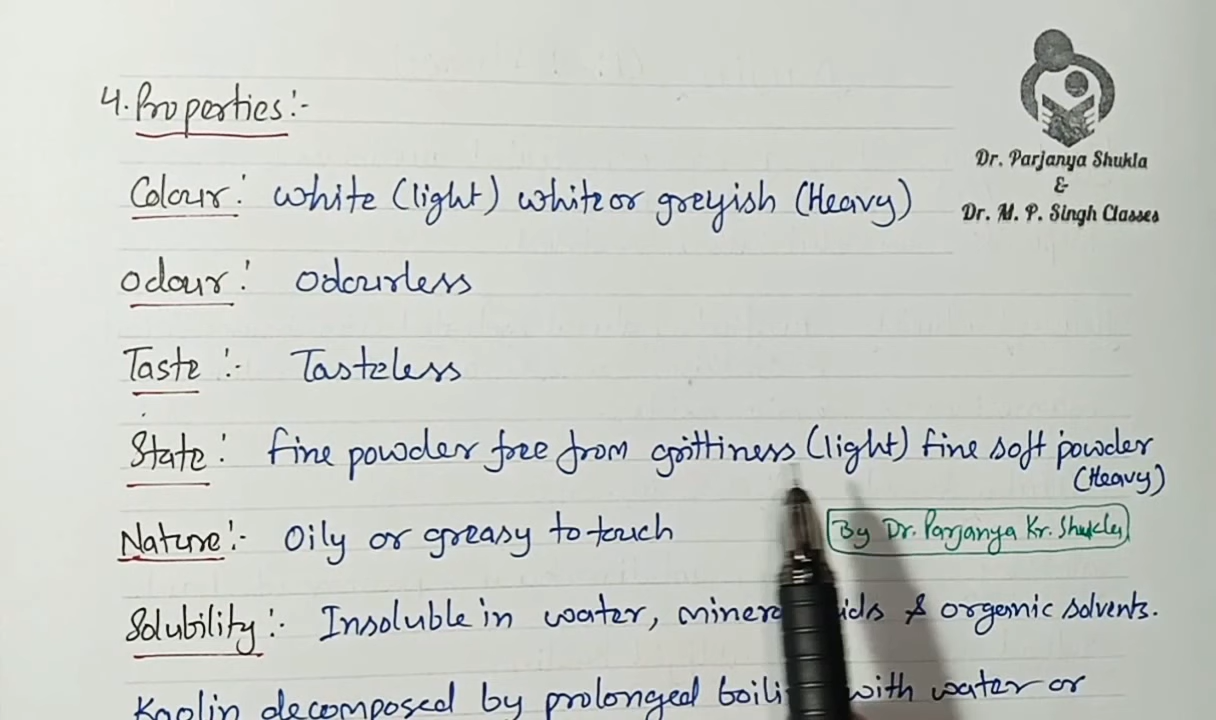 4. Properties:-
Dr. Parjanya Shukla
&
Dr. M. P. Singh Classes
Colour: White (light) white or greyish (Heavy)
Odour: Odourless
Taste:- Tasteless
State: fine powder free from grittiness (light) fine soft powder
(Heavy)
Nature:- Oily or greasy to touch
By Dr. Parjanya Kr. Shukla
Solubility:- Insoluble in water, & organic solvents.
Kaolin decomposed by prolonged with water or